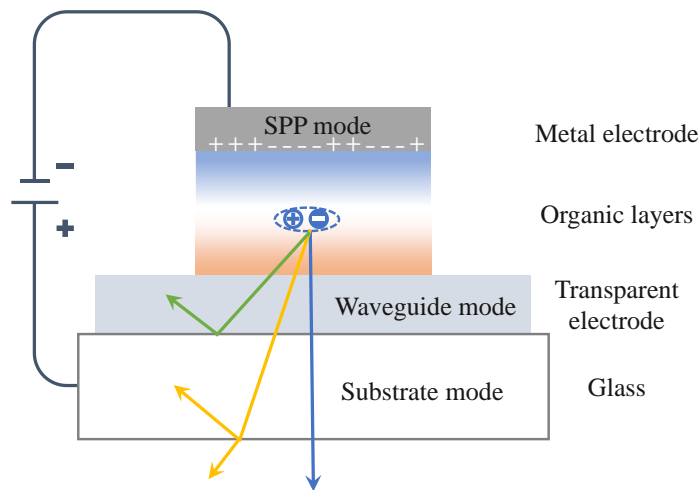 SPP mode
+ + + – – – – – + + – – – +
Metal electrode
–
+
+ –
Organic layers
Waveguide mode
Transparent
electrode
Substrate mode
Glass